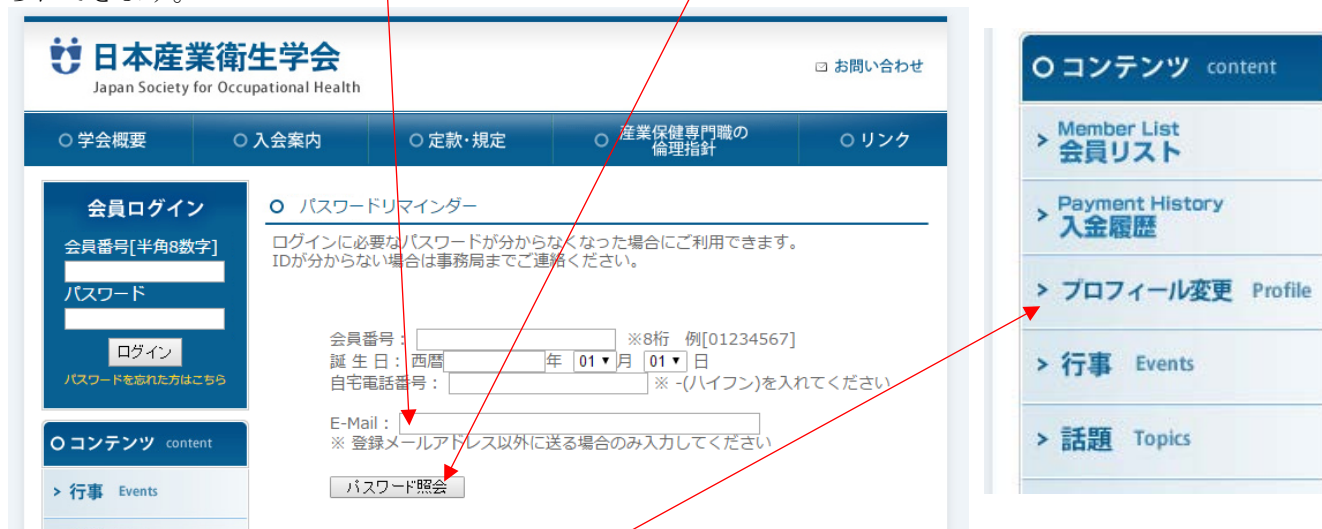 日本産業衛生学会
Japan Society for Occupational Health
お問い合わせ
学会概要
入会案内
定款・規定
産業保健専門職の
倫理指針
リンク
会員ログイン
会員番号[半角8数字]
パスワード
ログイン
パスワードを忘れた方はこちら
コンテンツ content
> 行事 Events
パスワードリマインダー
ログインに必要なパスワードが分からなくなった場合にご利用できます。
IDが分からない場合は事務局までご連絡ください。
会員番号： ※8桁 例[01234567]
誕 生 日： 西暦 年 01 月 01 日
自宅電話番号： ※ -(ハイフン)を入れてください
E-Mail：
※ 登録メールアドレス以外に送る場合のみ入力してください
パスワード照会
コンテンツ content
> Member List
会員リスト
> Payment History
入金履歴
> プロフィール変更 Profile
> 行事 Events
> 話題 Topics